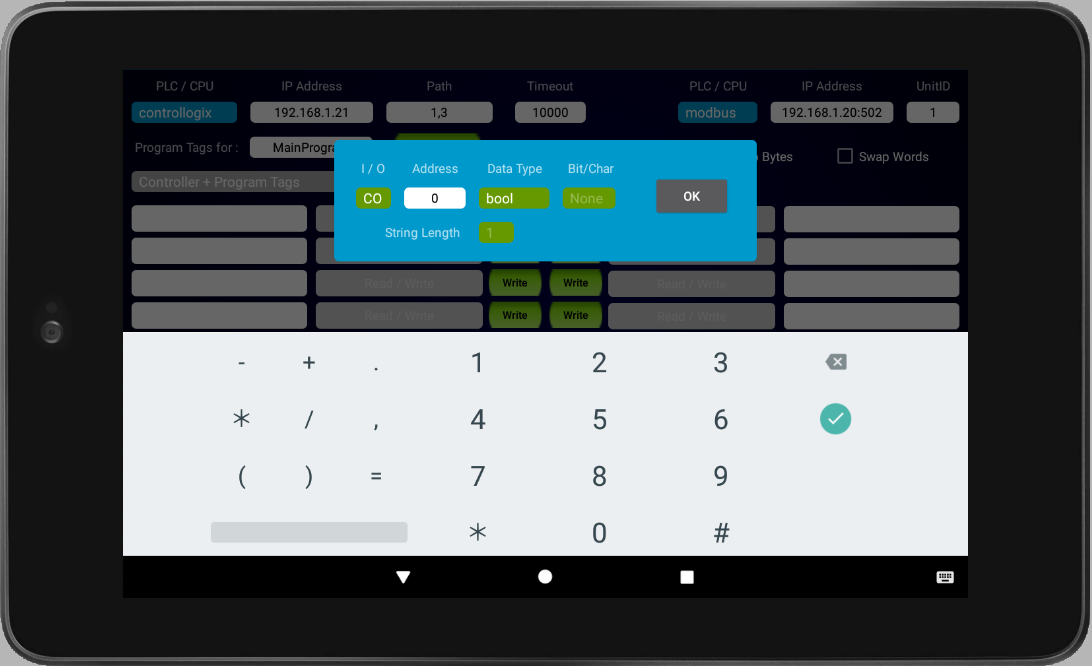 PLC / CPU IP Address Path Timeout PLC / CPU IP Address UnitID
controllogix 192.168.1.21 1,3 10000 modbus 192.168.1.20:502 1
Program Tags for : MainProgra Bytes Swap Words
Controller + Program Tags
I / O Address Data Type Bit/Char
CO 0 bool None OK
String Length 1
Read / Write Write Write Read / Write
Read / Write Write Write Read / Write
- + . 1 2 3
* / , 4 5 6
( ) = 7 8 9
* 0 #